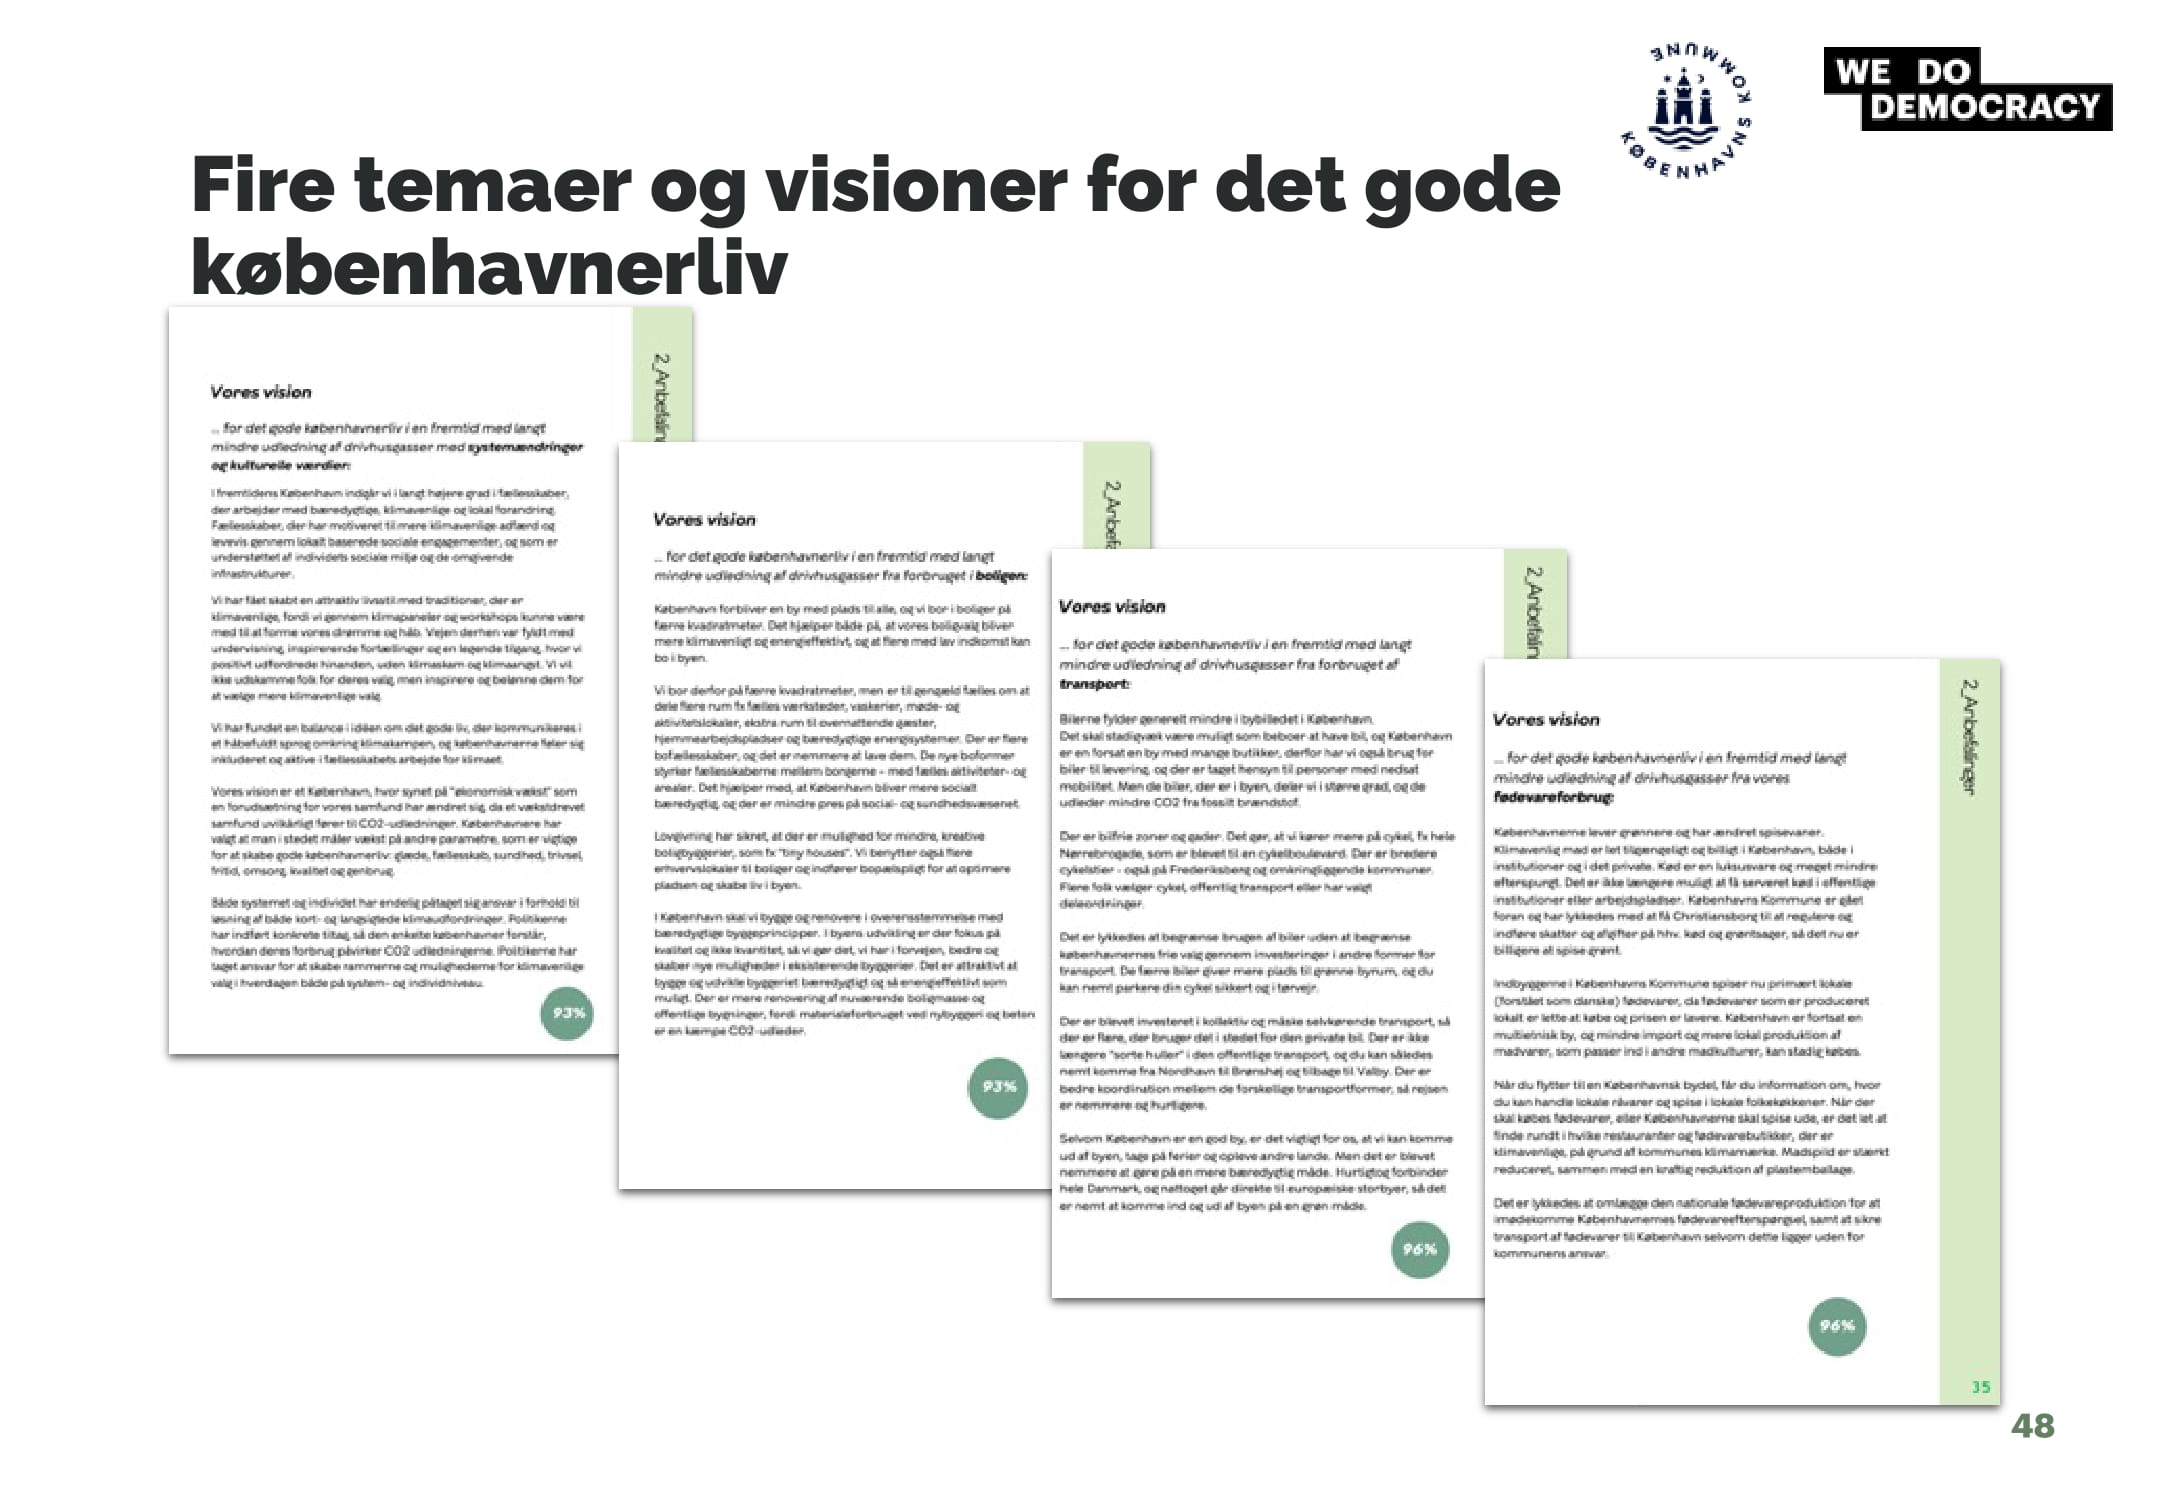 KØBENHAVNS KOMMUNE
WE DO
DEMOCRACY
Fire temaer og visioner for det gode
københavnerliv
2_Anbefalin
Vores vision
... for det gode københavnerliv i en fremtid med langt
mindre udledning af drivhusgasser med systemændringer
og kulturelle værdier:
I fremtidens København indgår vi i langt højere grad i fællesskaber,
der arbejder med bæredygtige, klimavenlige og lokal forandring.
Fællesskaber, der har motiveret til mere klimavenlige adfærd og
levevis gennem lokalt baserede sociale engagementer, og som er
understøttet af individets sociale miljø og de omgivende
infrastrukturer.
Vi har fået skabt en attraktiv livsstil med traditioner, der er
klimavenlige, fordi vi gennem klimapaneler og workshops kunne være
med til at forme vores drømme og håb. Vejen derhen var fyldt med
undervisning, inspirerende fortællinger og en legende tilgang, hvor vi
positivt udfordrede hinanden, uden klimaskam og klimaangst. Vi vil
ikke udskamme folk for deres valg, men inspirere og belønne dem for
at vælge mere klimavenlige valg.
Vi har fundet en balance i idéen om det gode liv, der kommunikeres i
et håbefuldt sprog omkring klimakampen, og københavnerne føler sig
inkluderet og aktive i fællesskabets arbejde for klimaet.
Vores vision er et København, hvor synet på "økonomisk vækst" som
en forudsætning for vores samfund har ændret sig, da et vækstdrevet
samfund uvilkårligt fører til CO2-udledninger. Københavnere har
valgt at man i stedet måler vækst på andre parametre, som er vigtige
for at skabe gode københavnerliv: glæde, fællesskab, sundhed, trivsel,
fritid, omsorg, kvalitet og genbrug.
Både systemet og individet har endelig påtaget sig ansvar i forhold til
løsning af både kort- og langsigtede klimaudfordringer. Politikerne
har indført konkrete tiltag, så den enkelte københavner forstår,
hvordan deres forbrug påvirker CO2 udledningerne. Politikerne har
taget ansvar for at skabe rammerne og mulighederne for klimavenlige
valg i hverdagen både på system- og individniveau.
93%
2_Anbefa
Vores vision
... for det gode københavnerliv i en fremtid med langt
mindre udledning af drivhusgasser fra forbruget i boligen:
København forbliver en by med plads til alle, og vi bor i boliger på
færre kvadratmeter. Det hjælper både på, at vores boligvalg bliver
mere klimavenligt og energieffektivt, og at flere med lav indkomst kan
bo i byen.
Vi bor derfor på færre kvadratmeter, men er til gengæld fælles om at
dele flere rum fx fælles værksteder, vaskerier, møde- og
aktivitetslokaler, ekstra rum til overnattende gæster,
hjemmearbejdspladser og bæredygtige energisystemer. Der er flere
bofællesskaber, og det er nemmere at lave dem. De nye boformer
styrker fællesskaberne mellem borgerne - med fælles aktiviteter- og
arealer. Det hjælper med, at København bliver mere socialt
bæredygtig, og der er mindre pres på social- og sundhedsvæsenet.
Lovgivning har sikret, at der er mulighed for mindre, kreative
boligbyggerier, som fx "tiny houses". Vi benytter også flere
erhvervslokaler til boliger og indfører bopælspligt for at optimere
pladsen og skabe liv i byen.
I København skal vi bygge og renovere i overensstemmelse med
bæredygtige byggeprincipper. I byens udvikling er der fokus på
kvalitet og ikke kvantitet, så vi gør det, vi har i forvejen, bedre og
skaber nye muligheder i eksisterende byggerier. Det er attraktivt at
bygge og udvikle byggeriet bæredygtigt og så energieffektivt som
muligt. Der er mere renovering af nuværende boligmasse og
offentlige bygninger, fordi materialeforbruget ved nybyggeri og beton
er en kæmpe CO2-udleder.
93%
2_Anbefalin
Vores vision
... for det gode københavnerliv i en fremtid med langt
mindre udledning af drivhusgasser fra forbruget af
transport:
Bilerne fylder generelt mindre i bybilledet i København.
Det skal stadigvæk være muligt som beboer at have bil, og København
er en forsat en by med mange butikker, derfor har vi også brug for
biler til levering, og der er taget hensyn til personer med nedsat
mobilitet. Men de biler, der er i byen, deler vi i større grad, og de
udleder mindre CO2 fra fossilt brændstof.
Der er bilfrie zoner og gader. Det gør, at vi kører mere på cykel, fx hele
Nørrebrogade, som er blevet til en cykelboulevard. Der er bredere
cykelstier - også på Frederiksberg og omkringliggende kommuner.
Flere folk vælger cykel, offentlig transport eller har valgt
deleordninger.
Det er lykkedes at begrænse brugen af biler uden at begrænse
københavnernes frie valg gennem investeringer i andre former for
transport. De færre biler giver mere plads til grønne byrum, og du
kan nemt parkere din cykel sikkert og i tørvejr.
Der er blevet investeret i kollektiv og måske selvkørende transport, så
der er flere, der bruger det i stedet for den private bil. Der er ikke
længere "sorte huller" i den offentlige transport, og du kan således
nemt komme fra Nordhavn til Brønshøj og tilbage til Valby. Der er
bedre koordination mellem de forskellige transportformer, så rejsen
er nemmere og hurtigere.
Selvom København er en god by, er det vigtigt for os, at vi kan komme
ud af byen, tage på ferier og opleve andre lande. Men det er blevet
nemmere at gøre på en mere bæredygtig måde. Hurtigtog forbinder
hele Danmark, og nattoget går direkte til europæiske storbyer, så det
er nemt at komme ind og ud af byen på en grøn måde.
96%
2_Anbefalinger
Vores vision
... for det gode københavnerliv i en fremtid med langt
mindre udledning af drivhusgasser fra vores
fødevareforbrug:
Københavnerne lever grønnere og har ændret spisevaner.
Klimavenlig mad er let tilgængeligt og billigt i København, både i
institutioner og i det private. Kød er en luksusvare og meget mindre
efterspurgt. Det er ikke længere muligt at få serveret kød i offentlige
institutioner eller arbejdspladser. Københavns Kommune er gået
foran og har lykkedes med at få Christiansborg til at regulere og
indføre skatter og afgifter på hhv. kød og grøntsager, så det nu er
billigere at spise grønt.
Indbyggerne i Københavns Kommune spiser nu primært lokale
(forstået som danske) fødevarer, da fødevarer som er produceret
lokalt er lette at købe og prisen er lavere. København er fortsat en
multietnisk by, og mindre import og mere lokal produktion af
madvarer, som passer ind i andre madkulturer, kan stadig købes.
Når du flytter til en Københavnsk bydel, får du information om, hvor
du kan handle lokale råvarer og spise i lokale folkekøkkener. Når der
skal købes fødevarer, eller Københavnerne skal spise ude, er det let at
finde rundt i hvilke restauranter og fødevarebutikker, der er
klimavenlige, på grund af kommunes klimamærke. Madspild er stærkt
reduceret, sammen med en kraftig reduktion af plastemballage.
Det er lykkedes at omlægge den nationale fødevareproduktion for at
imødekomme Københavnernes fødevareefterspørgsel, samt at sikre
transport af fødevarer til København selvom dette ligger uden for
kommunens ansvar.
96%
35
48